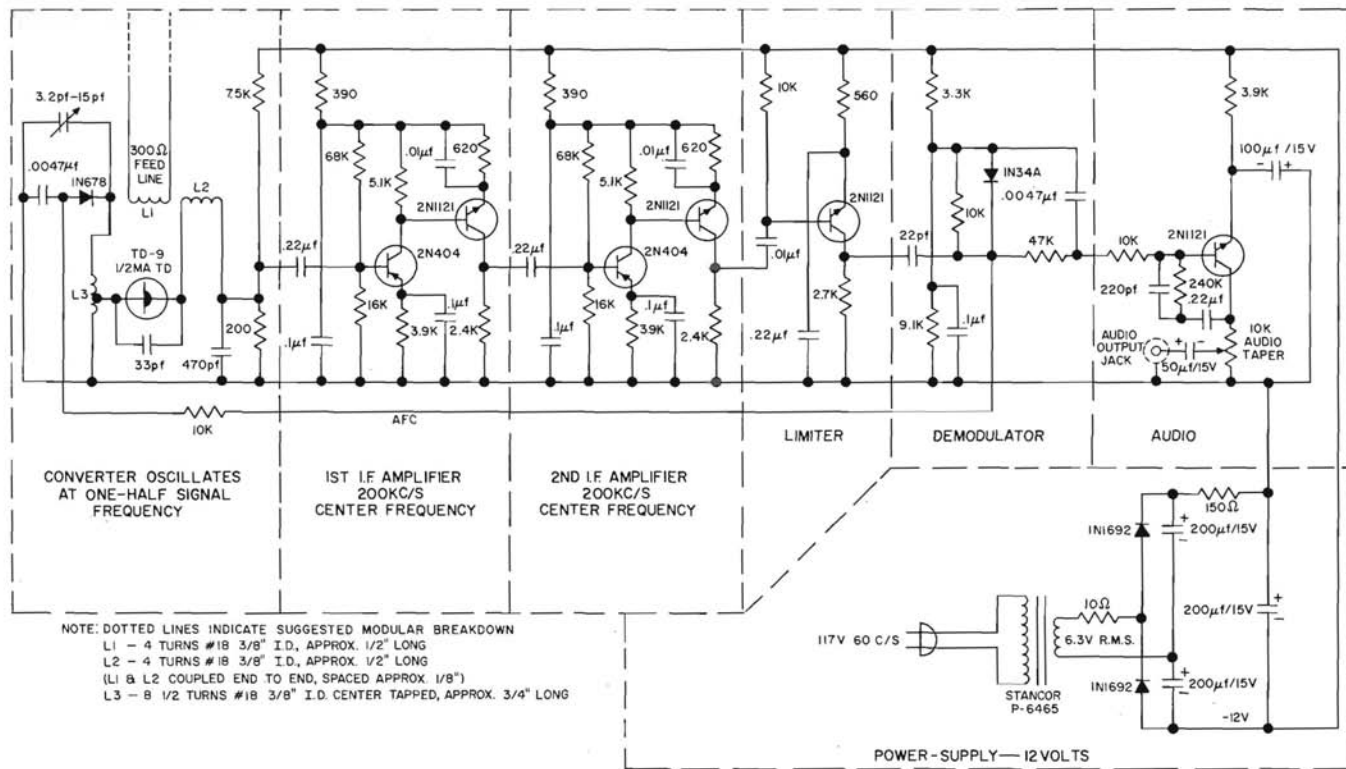 3.2pf-15pf
.0047µf
1N678
300Ω
FEED
LINE
L1
L2
TD-9
1/2MA TD
L3
33pf
470pf
7.5K
200
10K
AFC
CONVERTER OSCILLATES
AT ONE-HALF SIGNAL
FREQUENCY
390
68K
.01µf
620
5.1K
2N1121
.22µf
2N404
16K
.1µf
3.9K
2.4K
.1µf
1ST I.F. AMPLIFIER
200KC/S
CENTER FREQUENCY
390
68K
.01µf
620
5.1K
2N1121
.22µf
2N404
16K
.1µf
3.9K
2.4K
.1µf
2ND I.F. AMPLIFIER
200KC/S
CENTER FREQUENCY
10K
560
2N1121
.01µf
2.7K
.22µf
LIMITER
3.3K
1N34A
10K
.0047µf
22pf
47K
9.1K
.1µf
DEMODULATOR
3.9K
100µf/15V
- +
2N1121
10K
240K
220pf
.22µf
AUDIO
OUTPUT
JACK
+ -
50µf/15V
10K
AUDIO
TAPER
AUDIO
150Ω
1N1692
+
200µf/15V
-
10Ω
117V 60 C/S
6.3V R.M.S.
+
200µf/15V
-
STANCOR
P-6465
1N1692
+
200µf/15V
-
-12V
POWER-SUPPLY—12VOLTS
NOTE: DOTTED LINES INDICATE SUGGESTED MODULAR BREAKDOWN
L1 - 4 TURNS #18 3/8" I.D., APPROX. 1/2" LONG
L2 - 4 TURNS #18 3/8" I.D., APPROX. 1/2" LONG
(L1 & L2 COUPLED END TO END, SPACED APPROX. 1/8")
L3 - 8 1/2 TURNS #18 3/8" I.D. CENTER TAPPED, APPROX. 3/4" LONG